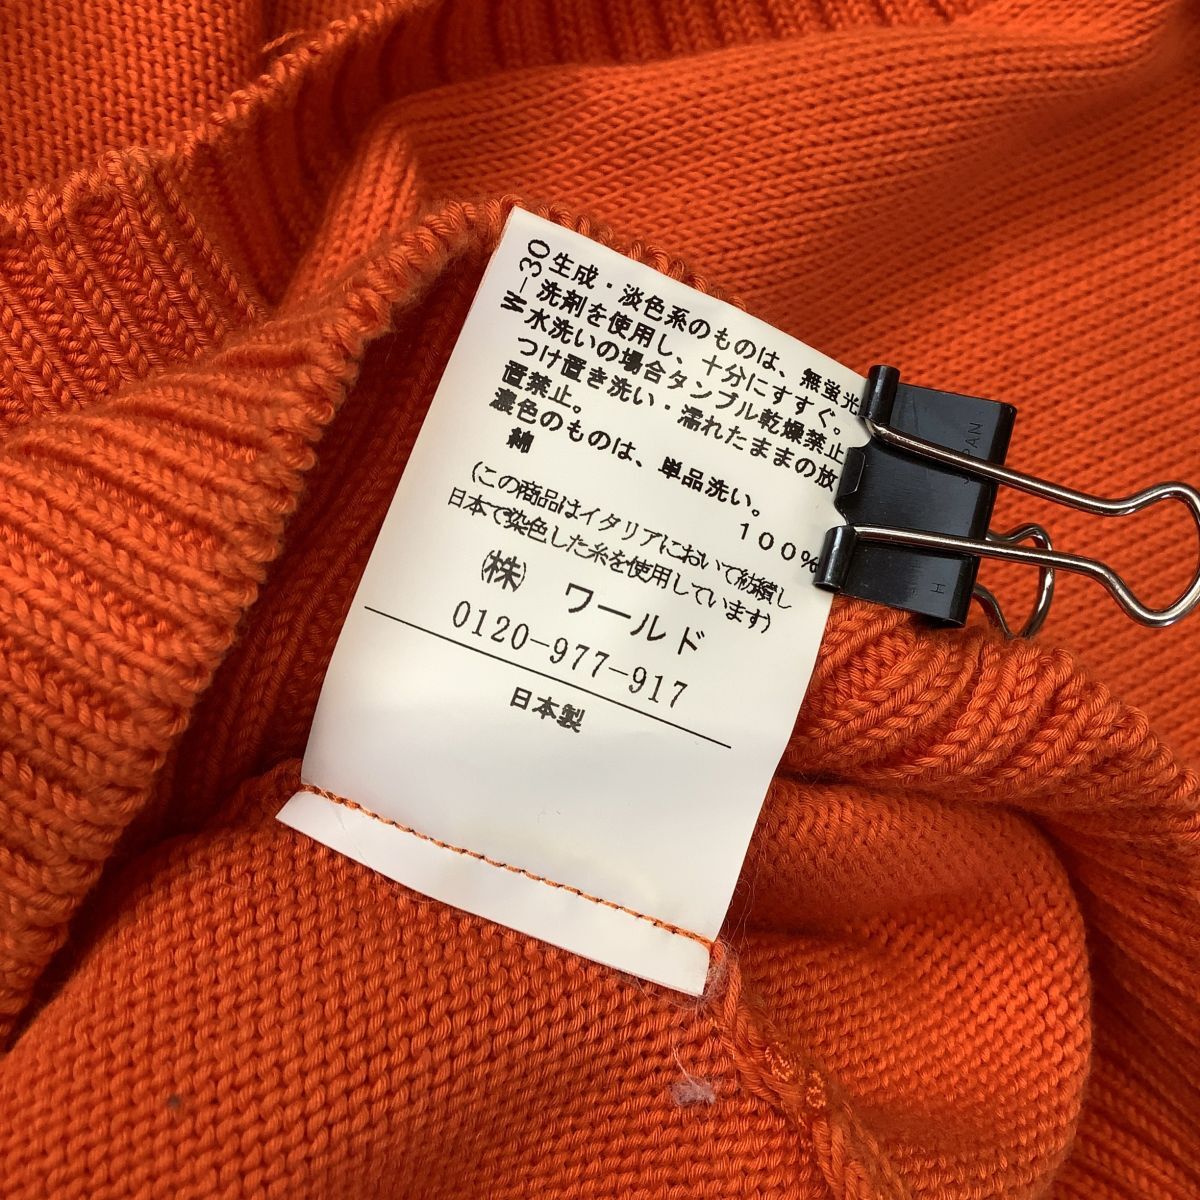 W-30
生成・淡色系のものは、無蛍光
洗剤を使用し、十分にすすぐ。
水洗いの場合タンブル乾燥禁止
つけ置き洗い・濡れたままの放
置禁止。
濃色のものは、単品洗い。
綿 100%
(この商品はイタリアにおいて紡績し
日本で染色した糸を使用しています)
(株) ワールド
0120-977-917
日本製
H